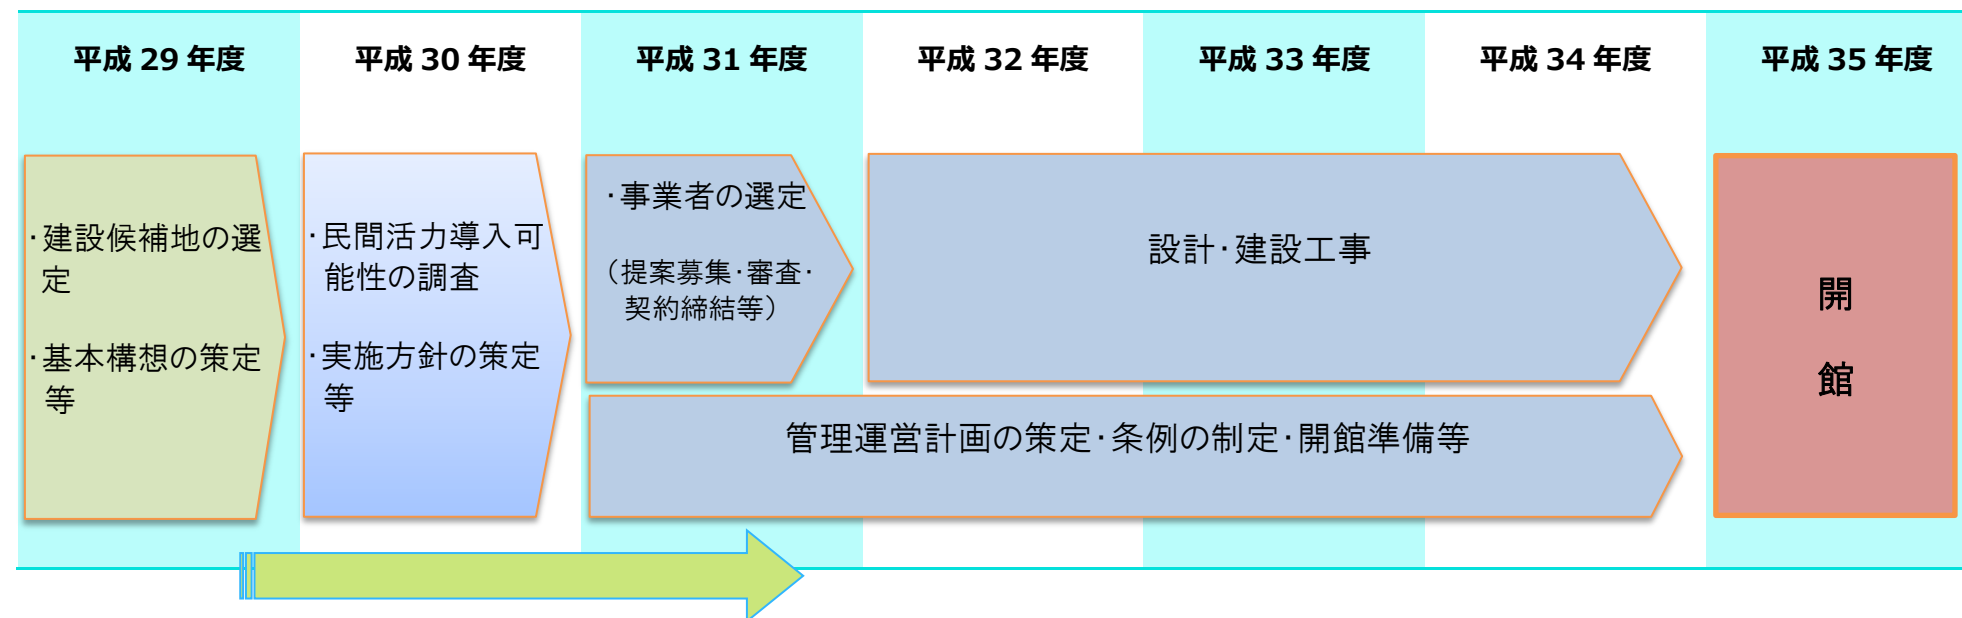 平成 29 年度
平成 30 年度
平成 31 年度
平成 32 年度
平成 33 年度
平成 34 年度
平成 35 年度
・建設候補地の選
定
・基本構想の策定
等
・民間活力導入可
能性の調査
・実施方針の策定
等
・事業者の選定
（提案募集・審査・
契約締結等）
設計・建設工事
管理運営計画の策定・条例の制定・開館準備等
開
館